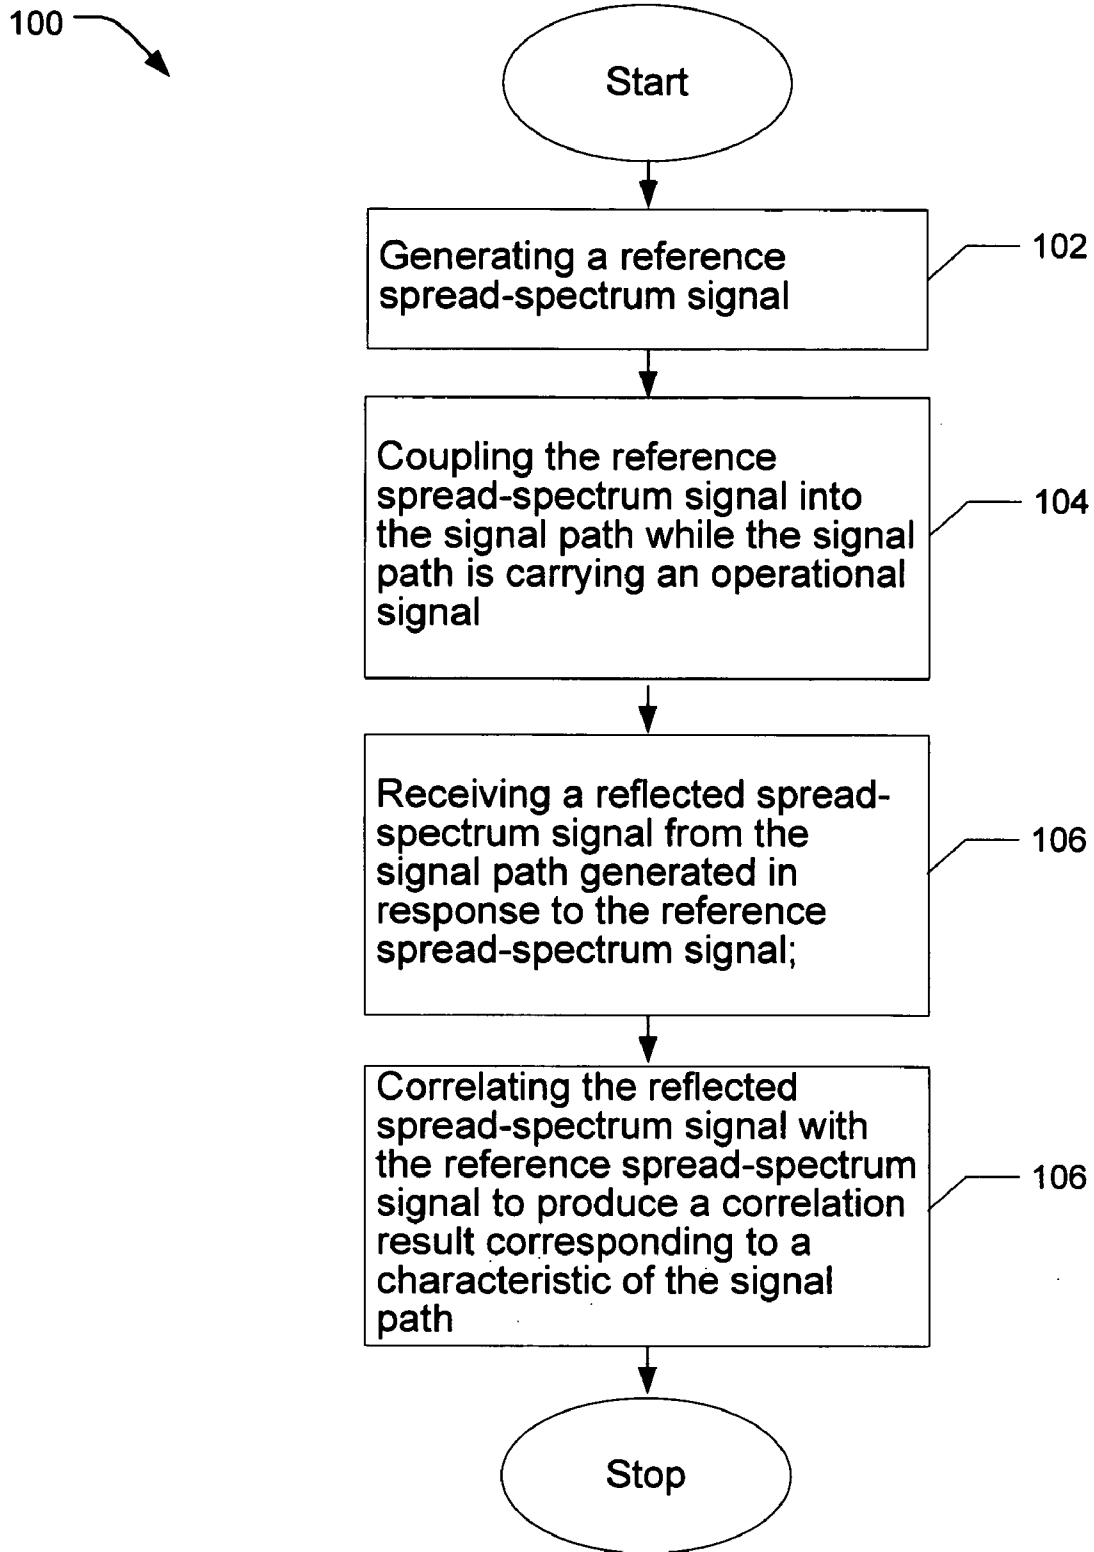 100
Start
Generating a reference
spread-spectrum signal
102
Coupling the reference
spread-spectrum signal into
the signal path while the signal
path is carrying an operational
signal
104
Receiving a reflected spread-
spectrum signal from the
signal path generated in
response to the reference
spread-spectrum signal;
106
Correlating the reflected
spread-spectrum signal with
the reference spread-spectrum
signal to produce a correlation
result corresponding to a
characteristic of the signal
path
106
Stop